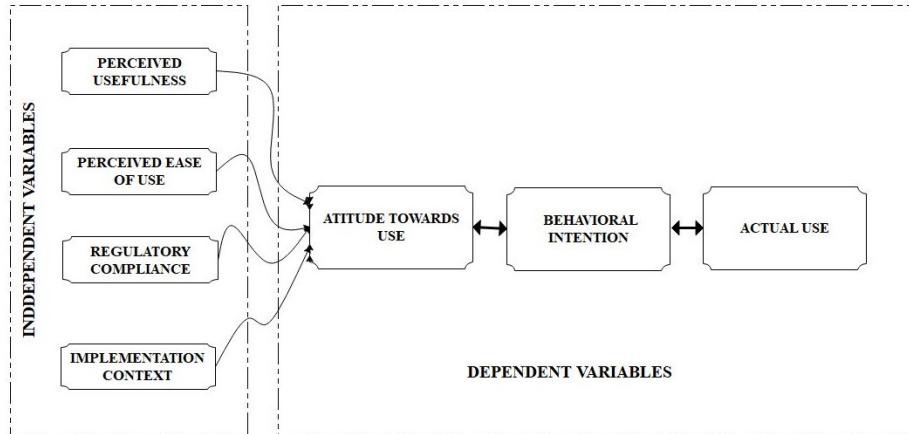 INDDEPENDENT VARIABLES
PERCEIVED
USEFULNESS
PERCEIVED EASE
OF USE
REGULATORY
COMPLIANCE
IMPLEMENTATION
CONTEXT
ATITUDE TOWARDS
USE
BEHAVIORAL
INTENTION
ACTUAL USE
DEPENDENT VARIABLES